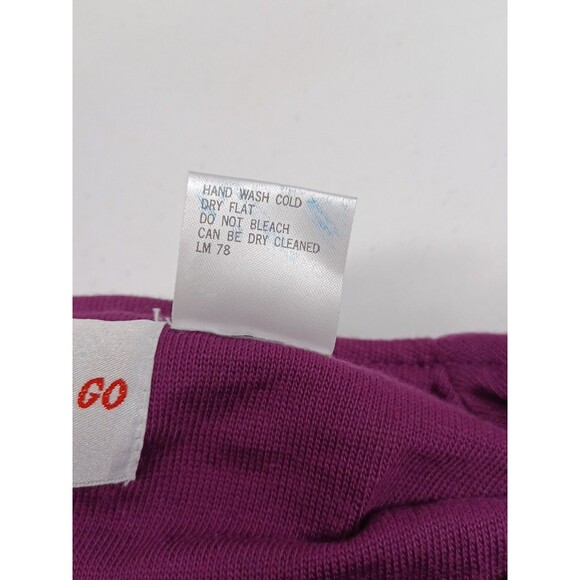 HAND WASH COLD
DRY FLAT
DO NOT BLEACH
CAN BE DRY CLEANED
LM 78
GO